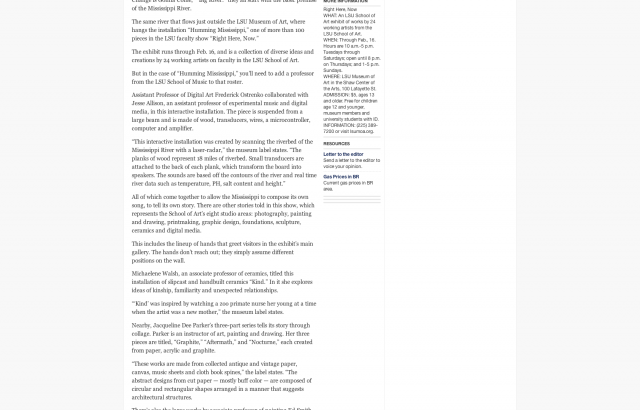 of the Mississippi River.
The same river that flows just outside the LSU Museum of Art, where
hangs the installation "Humming Mississippi," one of more than 100
pieces in the LSU faculty show "Right Here, Now."
The exhibit runs through Feb. 16, and is a collection of diverse ideas and
creations by 24 working artists on faculty in the LSU School of Art.
But in the case of "Humming Mississippi," you'll need to add a professor
from the LSU School of Music to that roster.
Assistant Professor of Digital Art Frederick Ostrenko collaborated with
Jesse Allison, an assistant professor of experimental music and digital
media, in this interactive installation. The piece is suspended from a
large beam and is made of wood, transducers, wires, a microcontroller,
computer and amplifier.
"This interactive installation was created by scanning the riverbed of the
Mississippi River with a laser-radar," the museum label states. "The
planks of wood represent 18 miles of riverbed. Small transducers are
attached to the back of each plank, which transform the board into
speakers. The sounds are based off the contours of the river and real time
river data such as temperature, PH, salt content and height."
All of which come together to allow the Mississippi to compose its own
song, to tell its own story. There are other stories told in this show, which
represents the School of Art's eight studio areas: photography, painting
and drawing, printmaking, graphic design, foundations, sculpture,
ceramics and digital media.
This includes the lineup of hands that greet visitors in the exhibit's main
gallery. The hands don't reach out; they simply assume different
positions on the wall.
Michaelene Walsh, an associate professor of ceramics, titled this
installation of slipcast and handbuilt ceramics "Kind." In it she explores
ideas of kinship, familiarity and unexpected relationships.
"'Kind' was inspired by watching a zoo primate nurse her young at a time
when the artist was a new mother," the museum label states.
Nearby, Jacqueline Dee Parker's three-part series tells its story through
collage. Parker is an instructor of art, painting and drawing. Her three
pieces are titled, "Graphite," "Aftermath," and "Nocturne," each created
from paper, acrylic and graphite.
"These works are made from collected antique and vintage paper,
canvas, music sheets and cloth book spines," the label states. "The
abstract designs from cut paper — mostly buff color — are composed of
circular and rectangular shapes arranged in a manner that suggests
architectural structures.
MORE INFORMATION
Right Here, Now
WHAT: An LSU School of
Art exhibit of works by 24
working artists from the
LSU School of Art.
WHEN: Through Feb., 16.
Hours are 10 a.m.-5 p.m.
Tuesdays through
Saturdays; open until 8 p.m.
on Thursdays; and 1-5 p.m.
Sundays.
WHERE: LSU Museum of
Art in the Shaw Center of
the Arts, 100 Lafayette St.
ADMISSION: $5, ages 13
and older. Free for children
age 12 and younger,
museum members and
university students with ID.
INFORMATION: (225) 389-
7200 or visit lsumoa.org.
RESOURCES
Letter to the editor
Send a letter to the editor to
voice your opinion.
Gas Prices in BR
Current gas prices in BR
area.